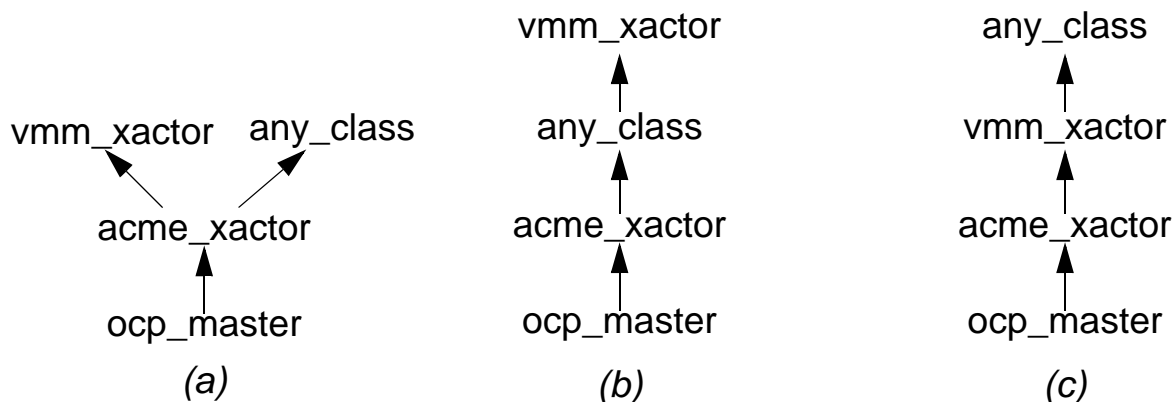 vmm_xactor any_class
acme_xactor
ocp_master
(a)
vmm_xactor
any_class
acme_xactor
ocp_master
(b)
any_class
vmm_xactor
acme_xactor
ocp_master
(c)